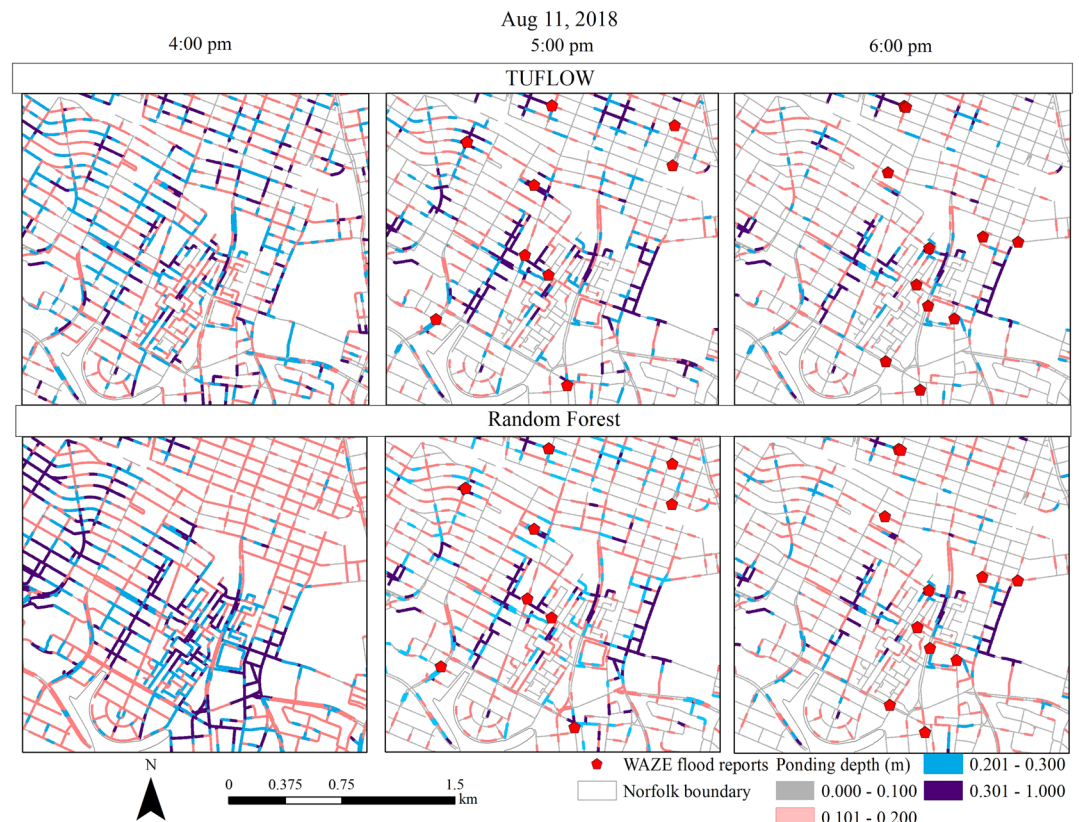 Aug 11, 2018
4:00 pm 5:00 pm 6:00 pm
TUFLOW
Random Forest
N
0 0.375 0.75 1.5
km
WAZE flood reports
Norfolk boundary
Ponding depth (m)
0.000 - 0.100
0.101 - 0.200
0.201 - 0.300
0.301 - 1.000